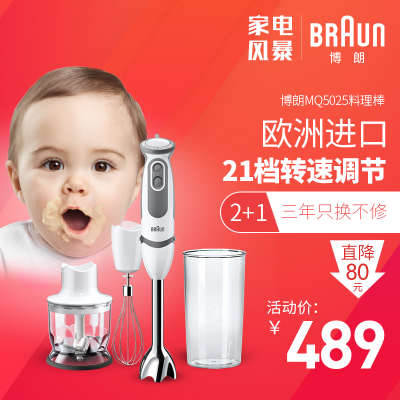 家电
风暴
BRAUN
博朗
博朗MQ5025料理棒
欧洲进口
21档转速调节
2+1
三年只换不修
直降
80元
活动价:
¥489
BRAUN